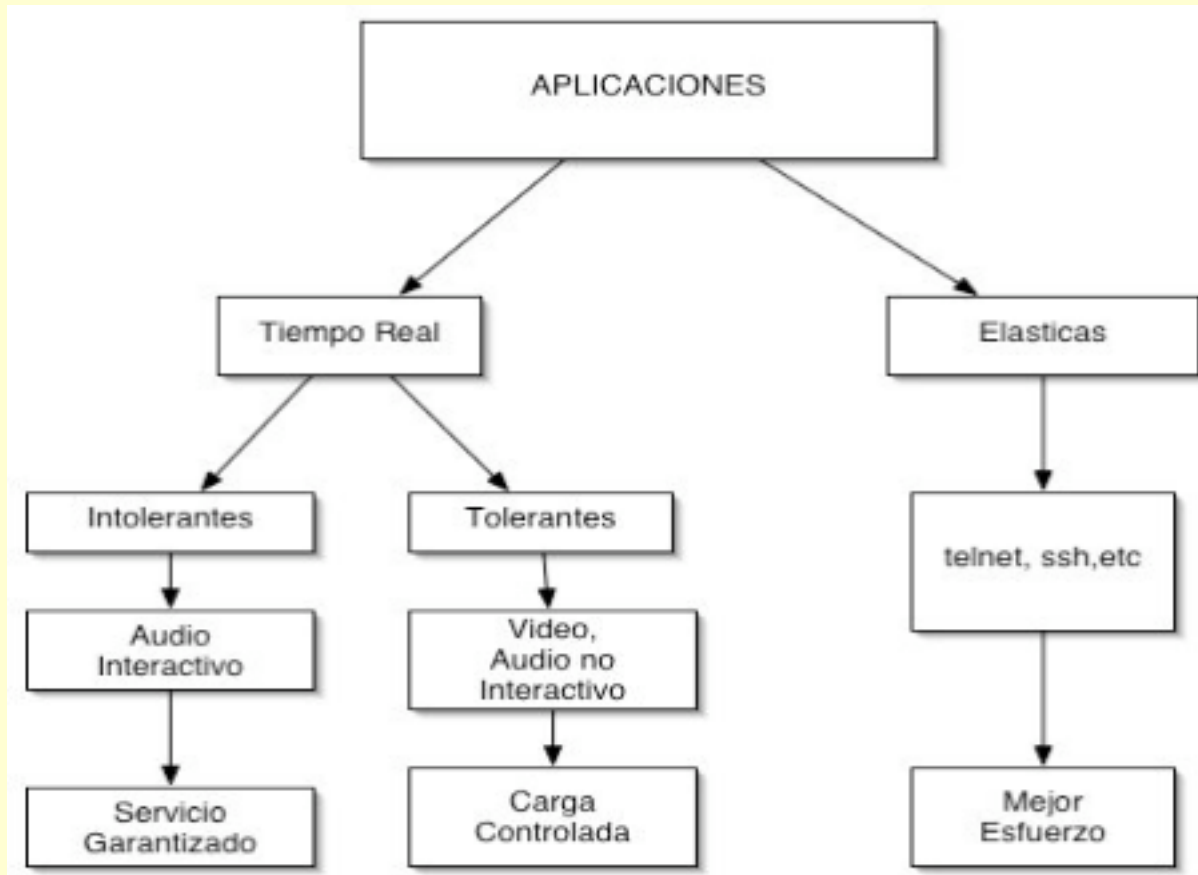 APLICACIONES
Tiempo Real
Elasticas
Intolerantes
Tolerantes
telnet, ssh,etc
Audio
Interactivo
Video,
Audio no
Interactivo
Servicio
Garantizado
Carga
Controlada
Mejor
Esfuerzo